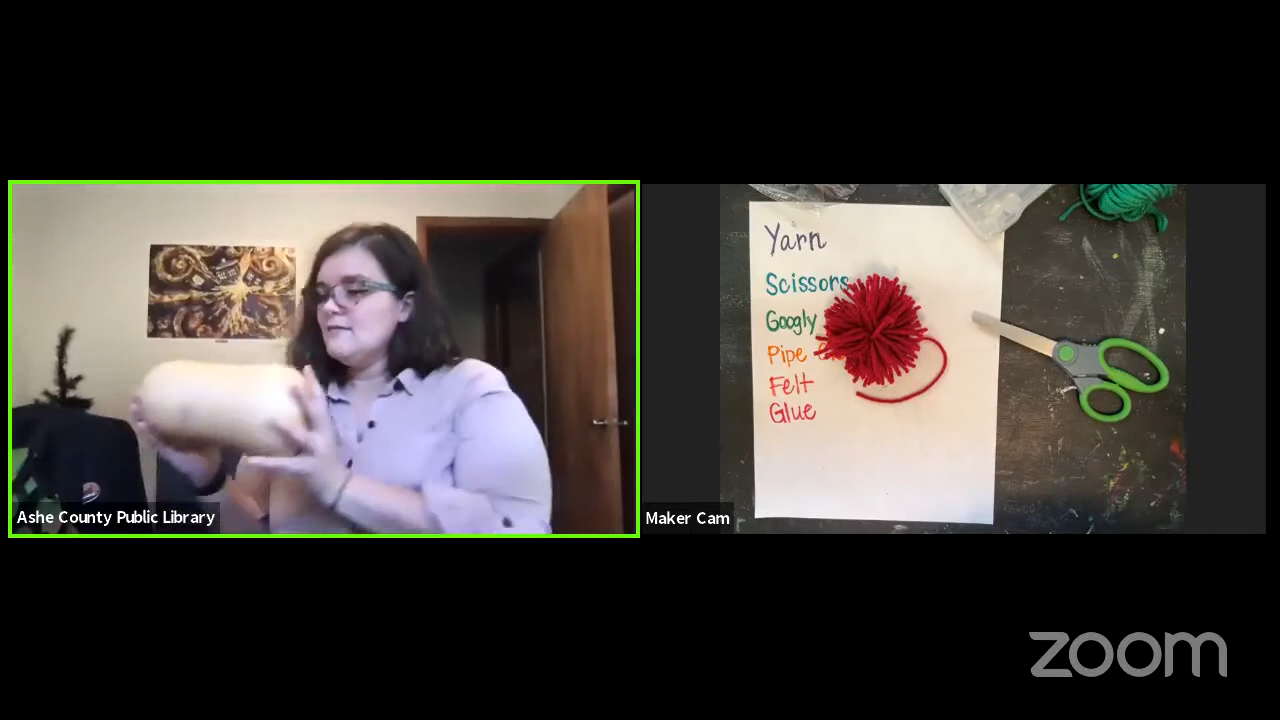 Yarn
Scissors
Googly
Pipe
Felt
Glue
Ashe County Public Library
Maker Cam
zoom